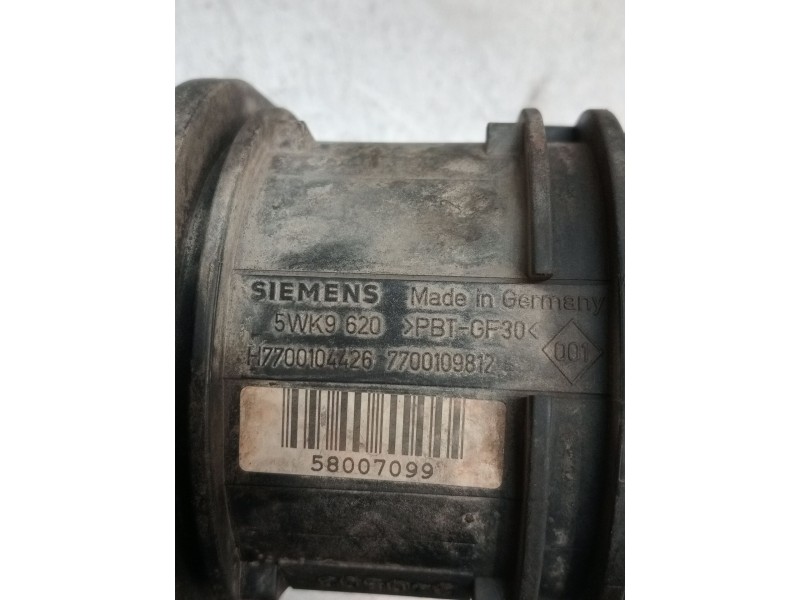 SIEMENS Made in Germany
5WK9 620 >PBT-GF30<
001
H7700104426 7700109812
58007099